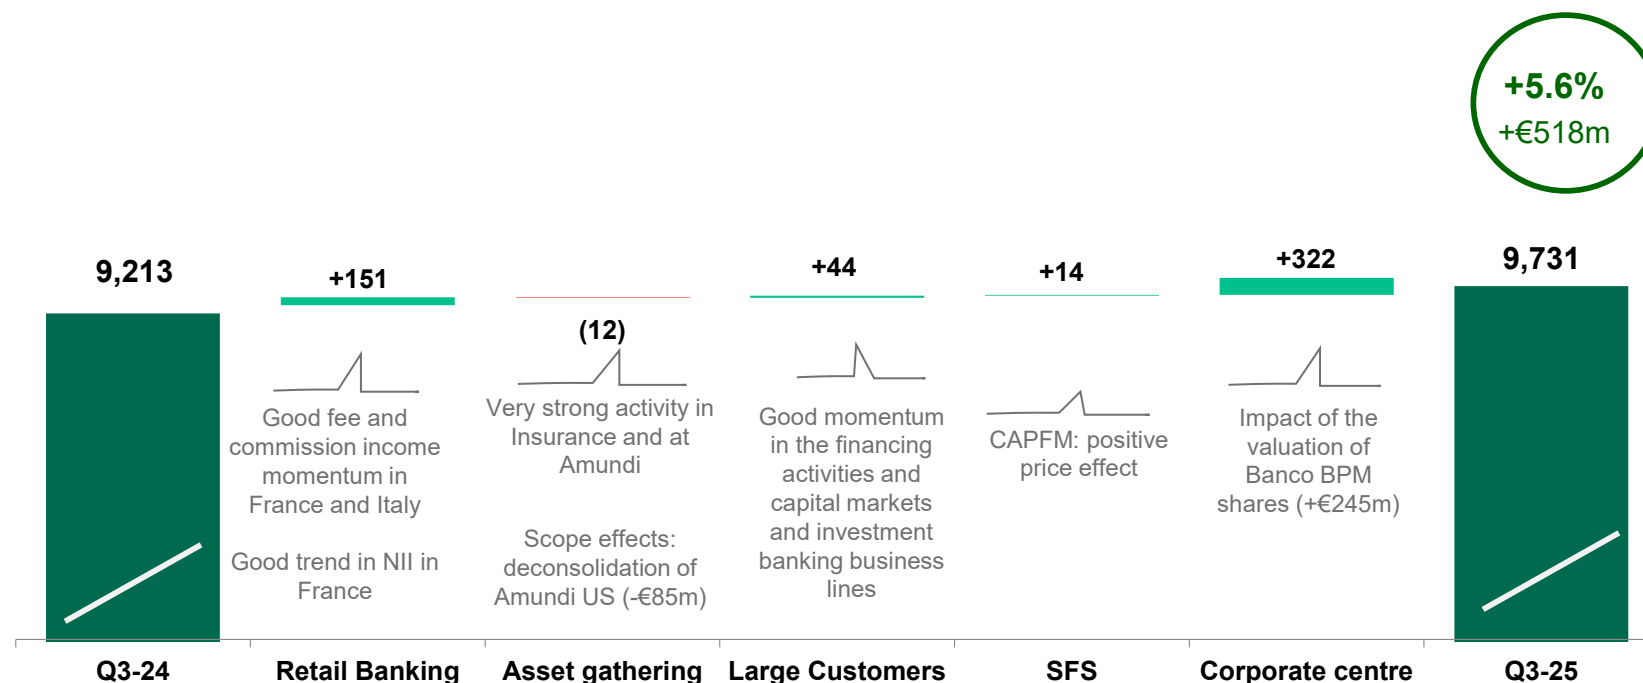 +5.6%
+€518m
9,213
+151
(12)
+44
+14
+322
9,731
Good fee and
commission income
momentum in
France and Italy
Good trend in NII in
France
Very strong activity in
Insurance and at
Amundi
Scope effects:
deconsolidation of
Amundi US (-€85m)
Good momentum
in the financing
activities and
capital markets
and investment
banking business
lines
CAPFM: positive
price effect
Impact of the
valuation of
Banco BPM
shares (+€245m)
Q3-24
Retail Banking
Asset gathering
Large Customers
SFS
Corporate centre
Q3-25